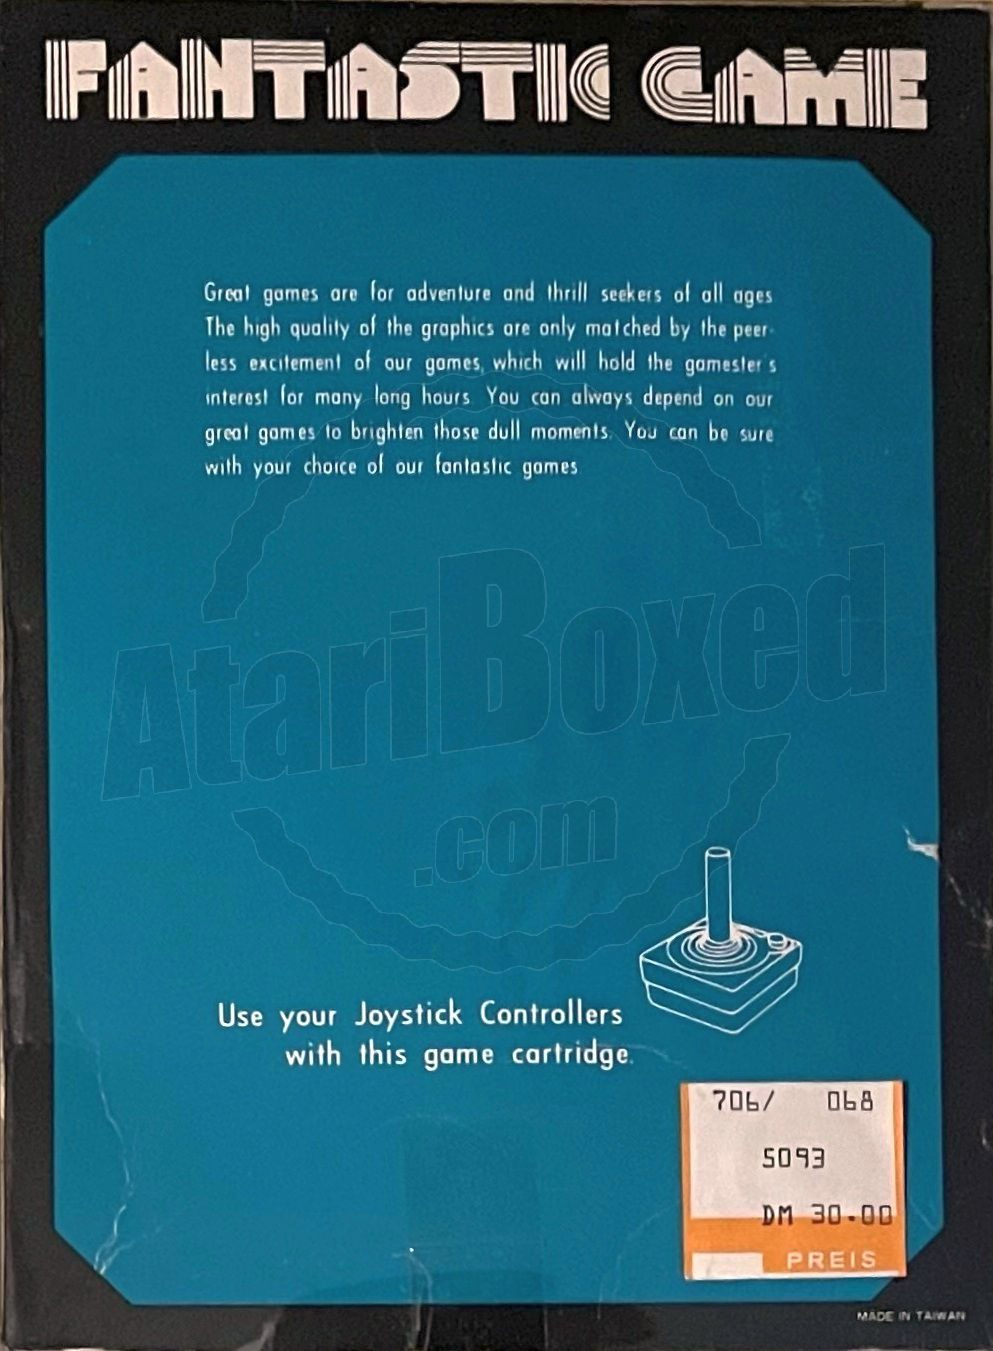 FANTASTIC GAME
Great games are for adventure and thrill seekers of all ages
The high quality of the graphics are only matched by the peer-
less excitement of our games, which will hold the gamester's
interest for many long hours. You can always depend on our
great games to brighten those dull moments. You can be sure
with your choice of our fantastic games
AtariBoxed
.com
Use your Joystick Controllers
with this game cartridge.
706/ 068
5093
DM 30.00
PREIS
MADE IN TAIWAN